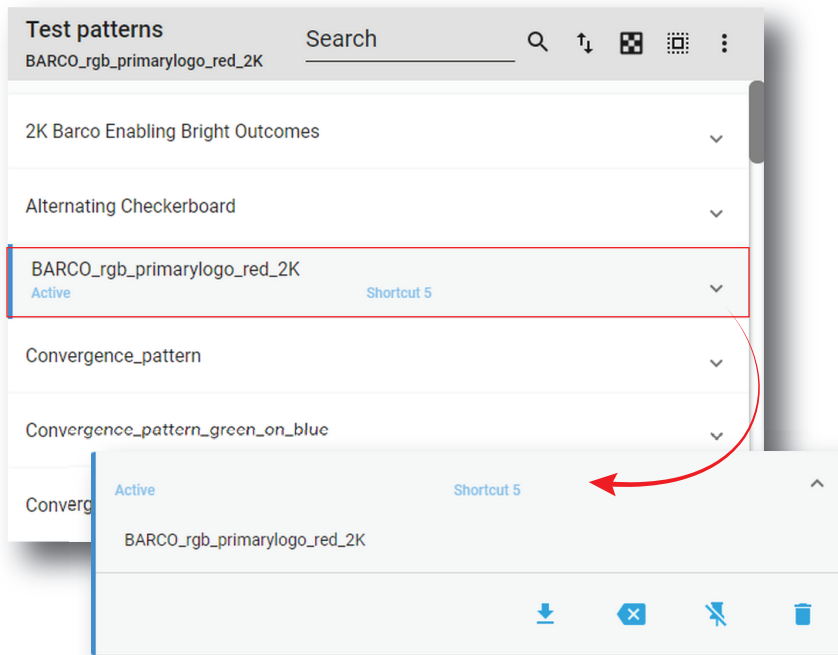 Test patterns
BARCO_rgb_primarylogo_red_2K
Search
2K Barco Enabling Bright Outcomes
Alternating Checkerboard
BARCO_rgb_primarylogo_red_2K
Active Shortcut 5
Convergence_pattern
Convergence_pattern_green_on_blue
Converg
Active Shortcut 5
BARCO_rgb_primarylogo_red_2K